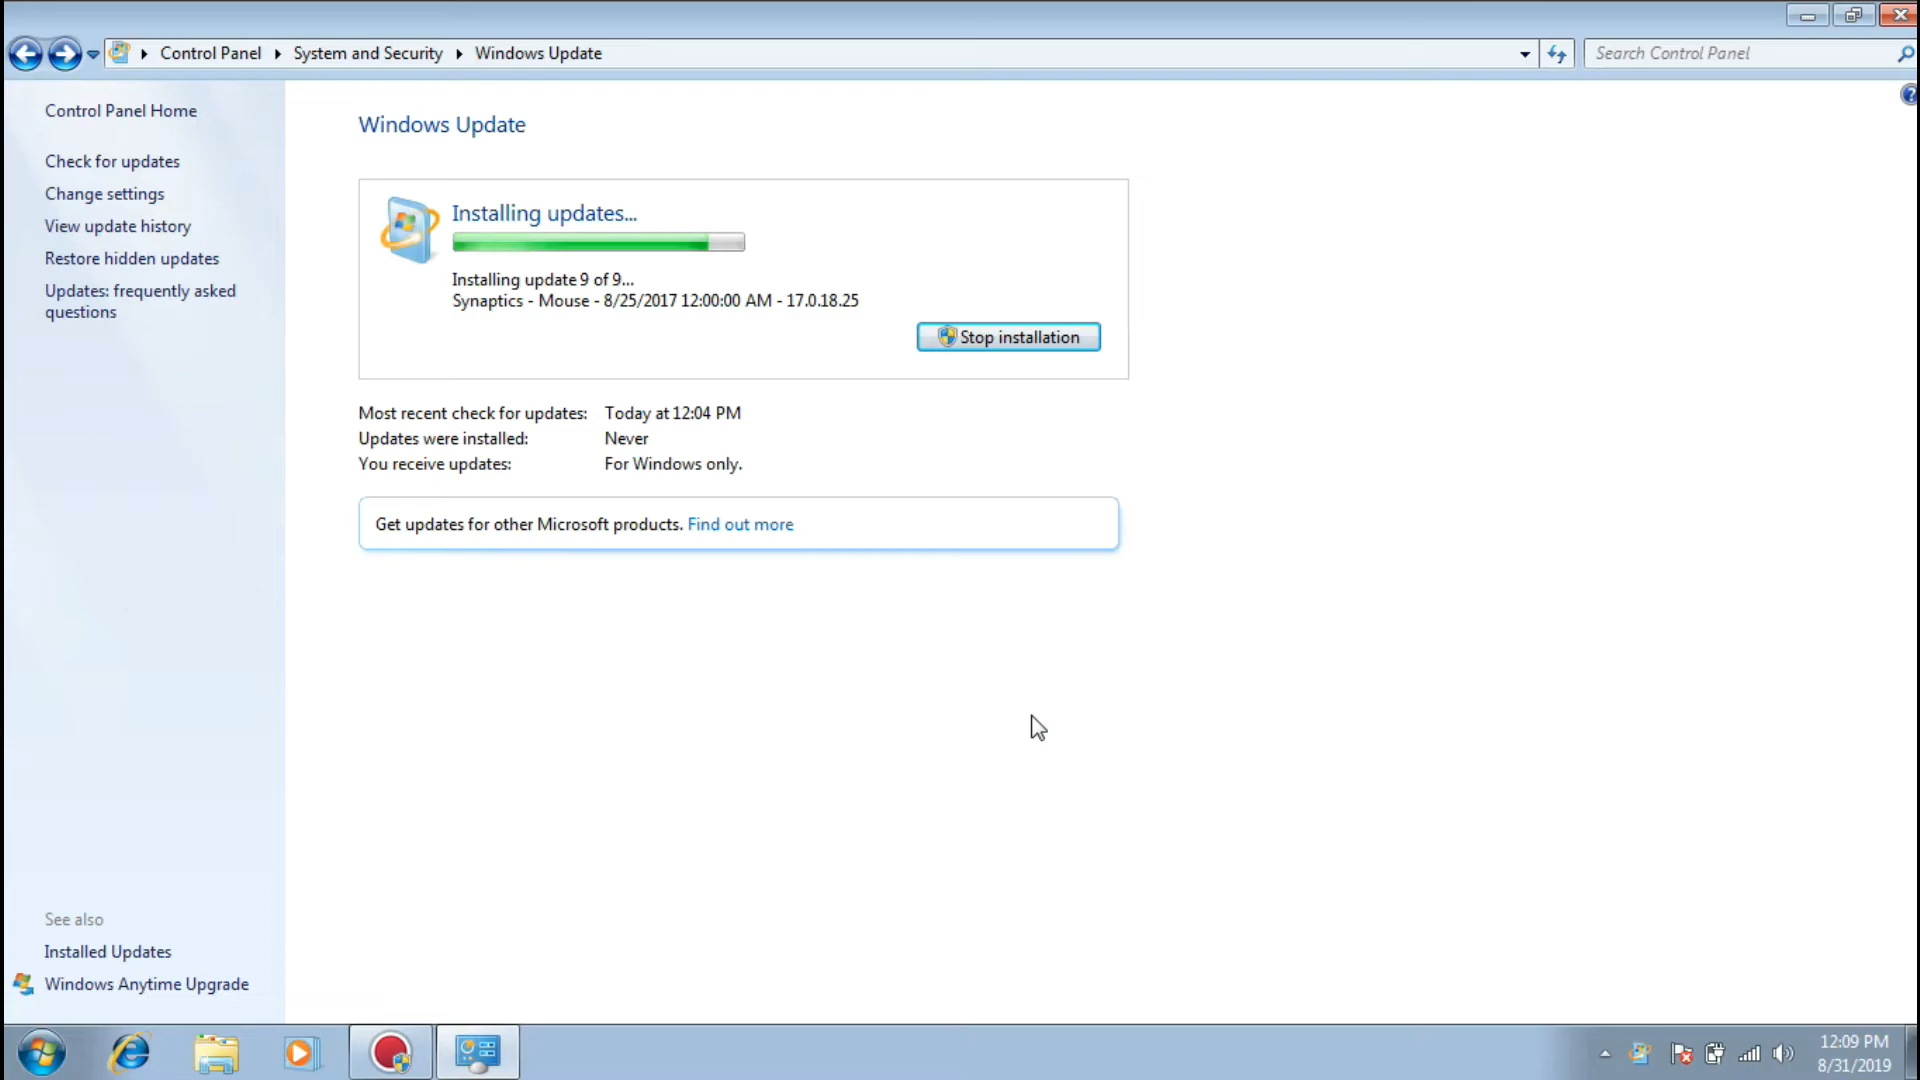 Control Panel
System and Security
Windows Update
Search Control Panel
Control Panel Home
Check for updates
Change settings
View update history
Restore hidden updates
Updates: frequently asked
questions
Windows Update
Installing updates...
Installing update 9 of 9...
Synaptics - Mouse - 8/25/2017 12:00:00 AM - 17.0.18.25
Stop installation
Most recent check for updates: Today at 12:04 PM
Updates were installed: Never
You receive updates: For Windows only.
Get updates for other Microsoft products. Find out more
See also
Installed Updates
Windows Anytime Upgrade
12:09 PM
8/31/2019